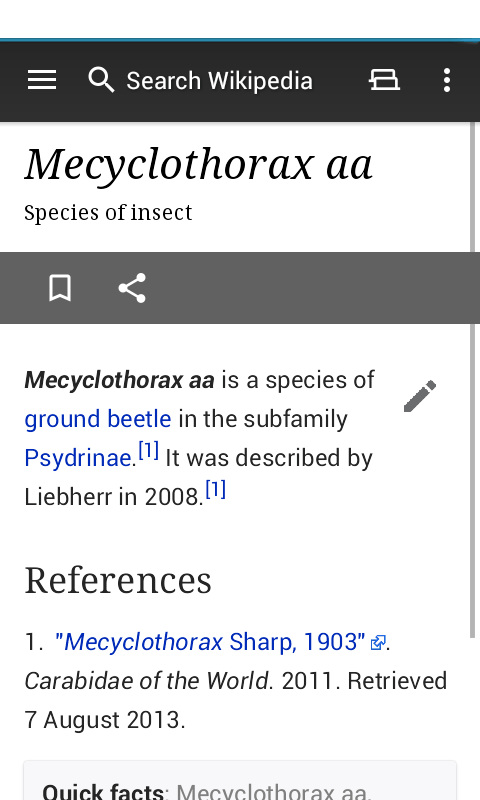 Search Wikipedia
Mecyclothorax aa
Species of insect
Mecyclothorax aa is a species of
ground beetle in the subfamily
Psydrinae.[1] It was described by
Liebherr in 2008.[1]
References
1. "Mecyclothorax Sharp, 1903".
Carabidae of the World. 2011. Retrieved
7 August 2013.
Quick facts: Mecyclothorax aa,